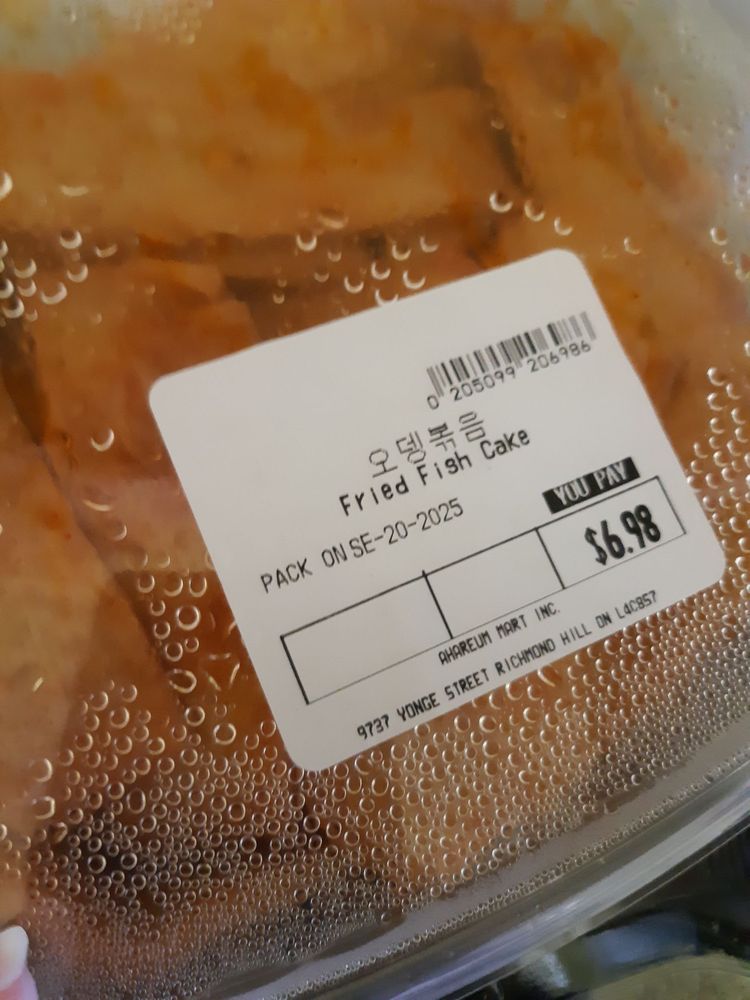 0 205099 206986
오뎅볶음
Fried Fish Cake
PACK ON SE-20-2025
YOU PAY
$6.98
AHAREUM MART INC.
9737 YONGE STREET RICHMOND HILL ON L4C8S7